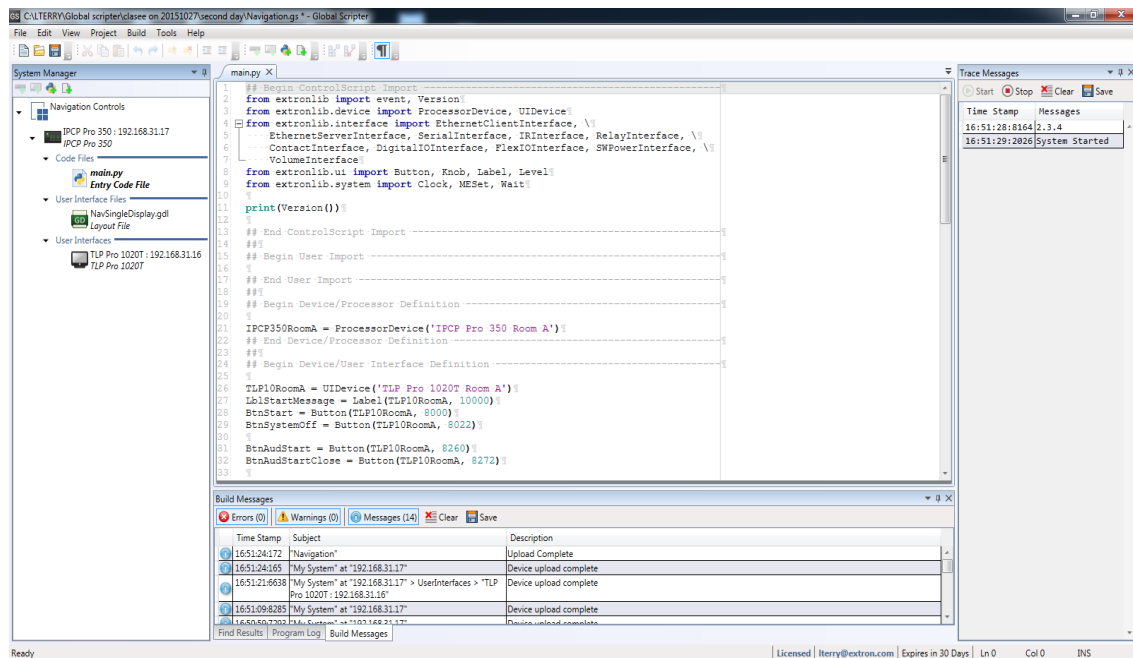 C:\LTERRY\Global scripter\clasee on 20151027\second day\Navigation.gs * - Global Scripter
File Edit View Project Build Tools Help
System Manager
Navigation Controls
IPCP Pro 350 : 192.168.31.17
IPCP Pro 350
Code Files
main.py
Entry Code File
User Interface Files
NavSingleDisplay.gdl
Layout File
User Interfaces
TLP Pro 1020T : 192.168.31.16
TLP Pro 1020T
main.py X
1 ## Begin ControlScript Import
2 from extronlib import event, Version
3 from extronlib.device import ProcessorDevice, UIDevice
4 from extronlib.interface import EthernetClientInterface, \
5 EthernetServerInterface, SerialInterface, IRInterface, RelayInterface, \
6 ContactInterface, DigitalIOInterface, FlexIOInterface, SWPowerInterface, \
7 VolumeInterface
8 from extronlib.ui import Button, Knob, Label, Level
9 from extronlib.system import Clock, MESet, Wait
10
11 print(Version())
12
13 ## End ControlScript Import
14 ##
15 ## Begin User Import
16
17 ## End User Import
18 ##
19 ## Begin Device/Processor Definition
20
21 IPCP350RoomA = ProcessorDevice('IPCP Pro 350 Room A')
22 ## End Device/Processor Definition
23 ##
24 ## Begin Device/User Interface Definition
25
26 TLP10RoomA = UIDevice('TLP Pro 1020T Room A')
27 LblStartMessage = Label(TLP10RoomA, 10000)
28 BtnStart = Button(TLP10RoomA, 8000)
29 BtnSystemOff = Button(TLP10RoomA, 8022)
30
31 BtnAudStart = Button(TLP10RoomA, 8260)
32 BtnAudStartClose = Button(TLP10RoomA, 8272)
33
Trace Messages
Start Stop Clear Save
Time Stamp Messages
16:51:28:8164 2.3.4
16:51:29:2026 System Started
Build Messages
Errors (0) Warnings (0) Messages (14) Clear Save
Time Stamp Subject Description
16:51:24:172 "Navigation" Upload Complete
16:51:24:165 "My System" at "192.168.31.17" Device upload complete
16:51:21:6638 "My System" at "192.168.31.17" > UserInterfaces > "TLP Device upload complete
Pro 1020T : 192.168.31.16"
16:51:09:8285 "My System" at "192.168.31.17" Device upload complete
16:50:59:7293 "My System" at "192.168.31.17" Device upload complete
Find Results Program Log Build Messages
Ready Licensed lterry@extron.com Expires in 30 Days Ln 0 Col 0 INS